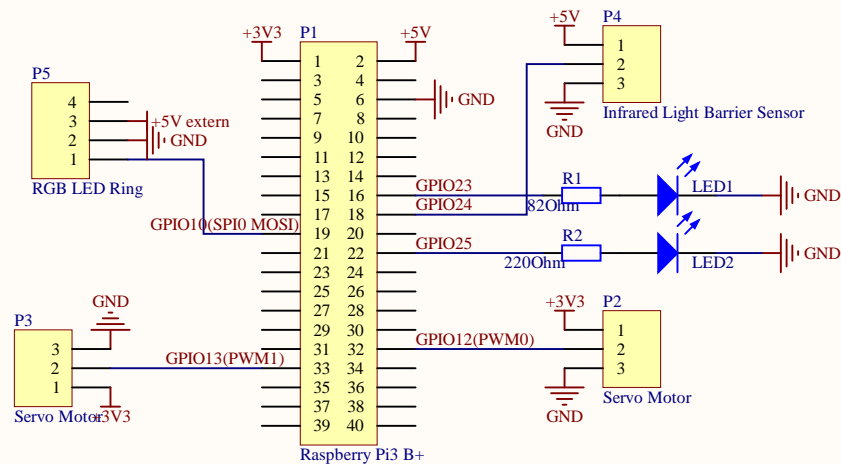 +3V3
P1
+5V
+5V
P4
1 2
3 4
5 6
7 8
9 10
11 12
13 14
15 16
17 18
19 20
21 22
23 24
25 26
27 28
29 30
31 32
33 34
35 36
37 38
39 40
Raspberry Pi3 B+
GND
1
2
3
GND
Infrared Light Barrier Sensor
P5
4
3
2
1
+5V extern
GND
RGB LED Ring
GPIO10(SPI0 MOSI)
GPIO23
GPIO24
R1
82Ohm
LED1
GND
GPIO25
R2
220Ohm
LED2
GND
GND
P3
3
2
1
GPIO13(PWM1)
Servo Motor
+3V3
+3V3
P2
GPIO12(PWM0)
1
2
3
GND
Servo Motor